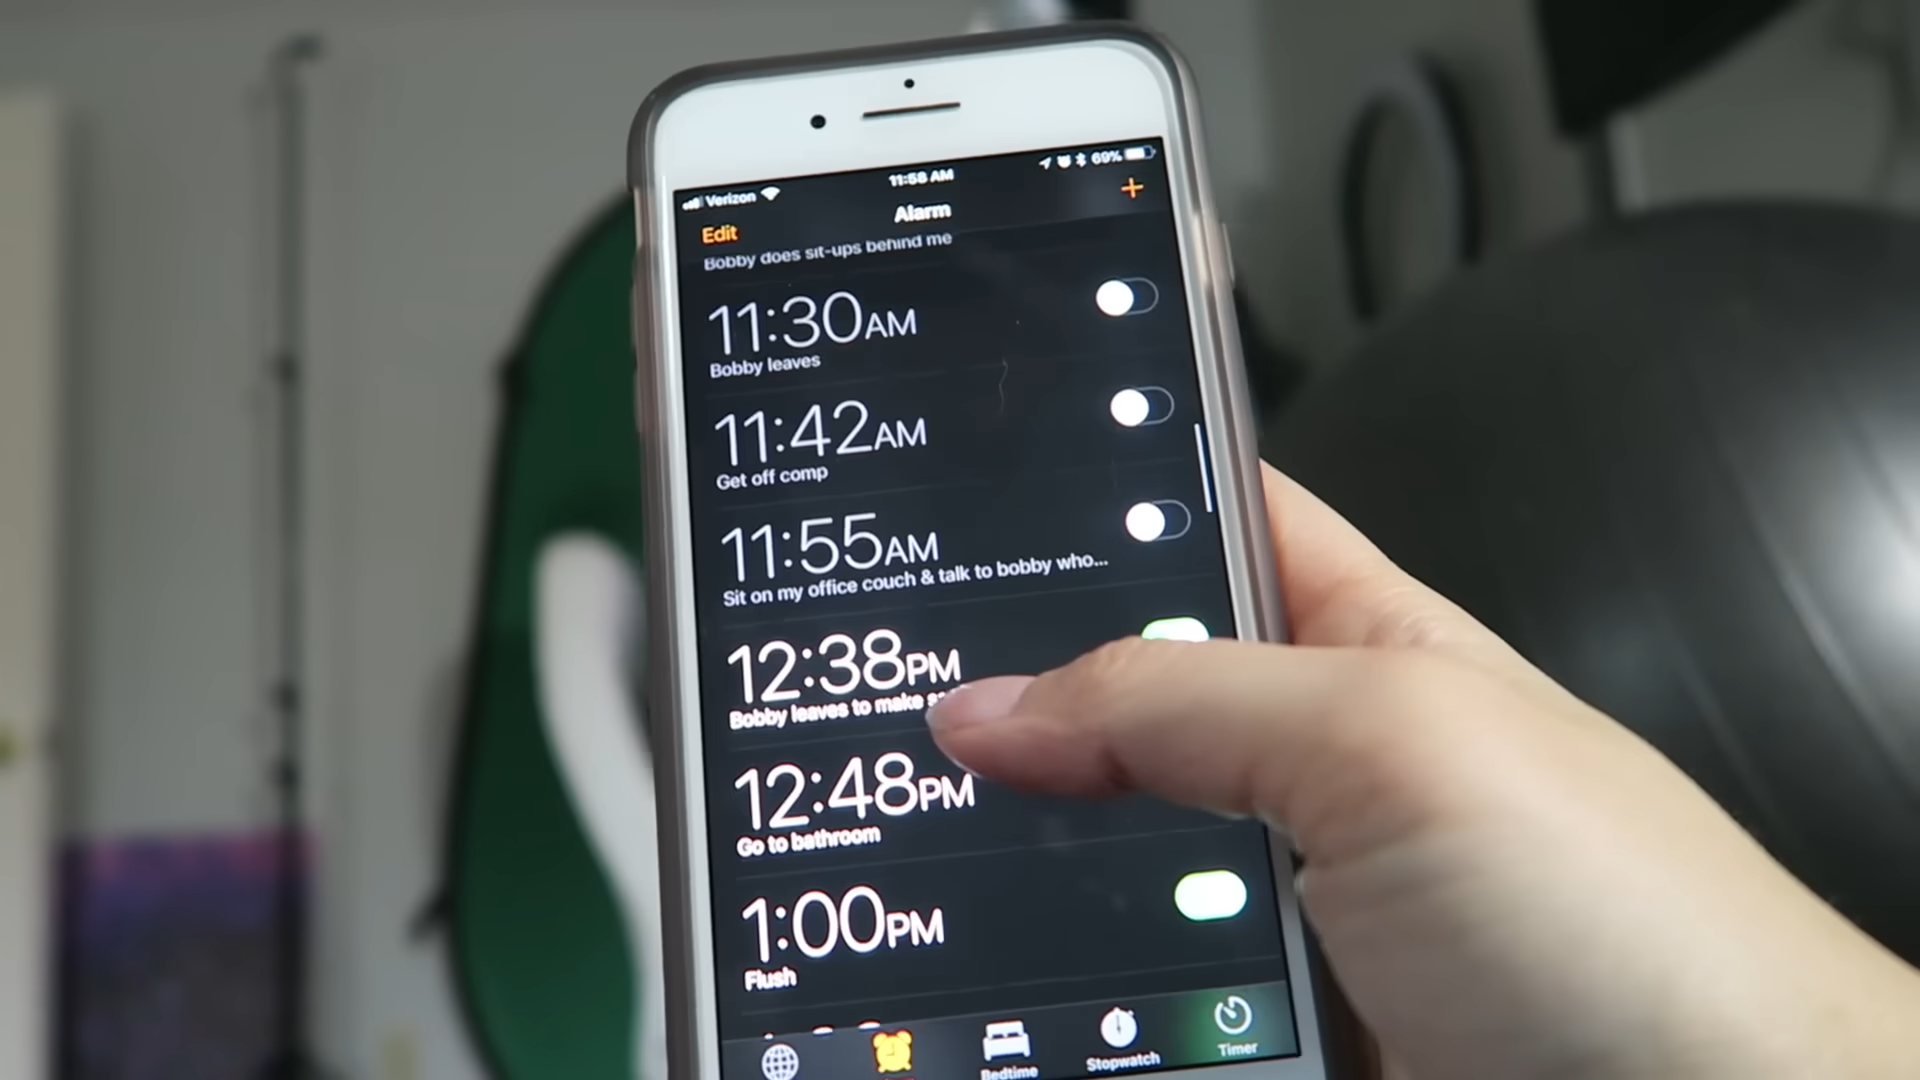 Verizon 11:58 AM 69%
Edit Alarm +
Bobby does sit-ups behind me
11:30AM
Bobby leaves
11:42AM
Get off comp
11:55AM
Sit on my office couch & talk to bobby who...
12:38PM
Bobby leaves to make
12:48PM
Go to bathroom
1:00PM
Flush
Bedtime Stopwatch Timer